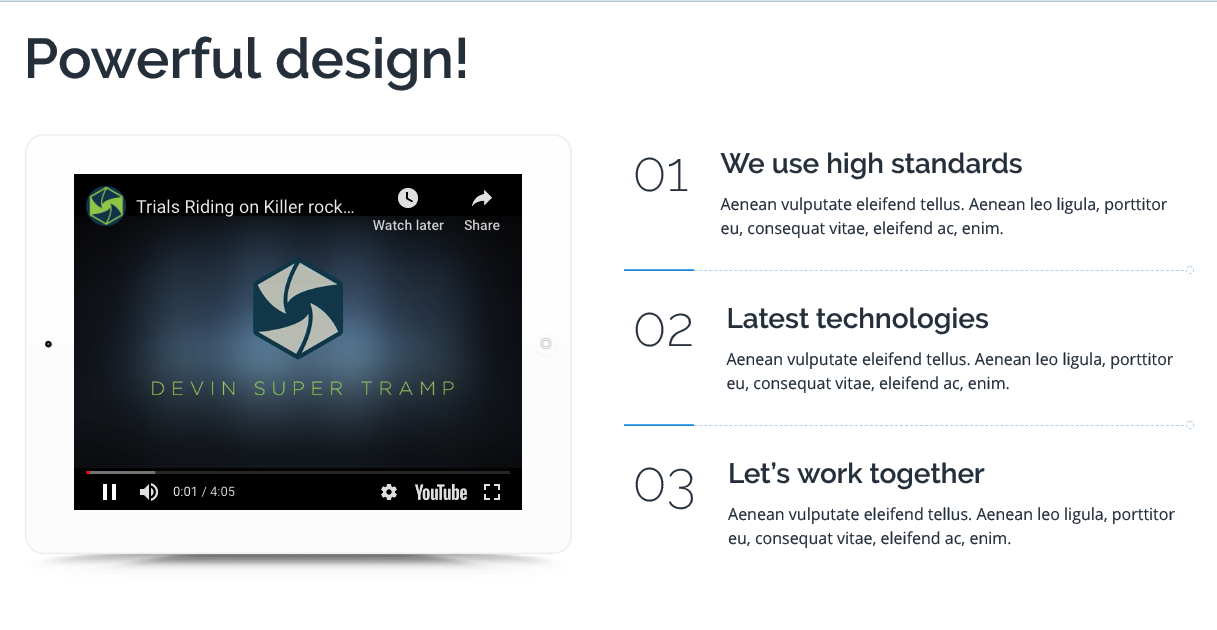 Powerful design!
Trials Riding on Killer rock...
Watch later
Share
DEVIN SUPER TRAMP
0:01 / 4:05
YouTube
01
We use high standards
Aenean vulputate eleifend tellus. Aenean leo ligula, porttitor
eu, consequat vitae, eleifend ac, enim.
02
Latest technologies
Aenean vulputate eleifend tellus. Aenean leo ligula, porttitor
eu, consequat vitae, eleifend ac, enim.
03
Let’s work together
Aenean vulputate eleifend tellus. Aenean leo ligula, porttitor
eu, consequat vitae, eleifend ac, enim.